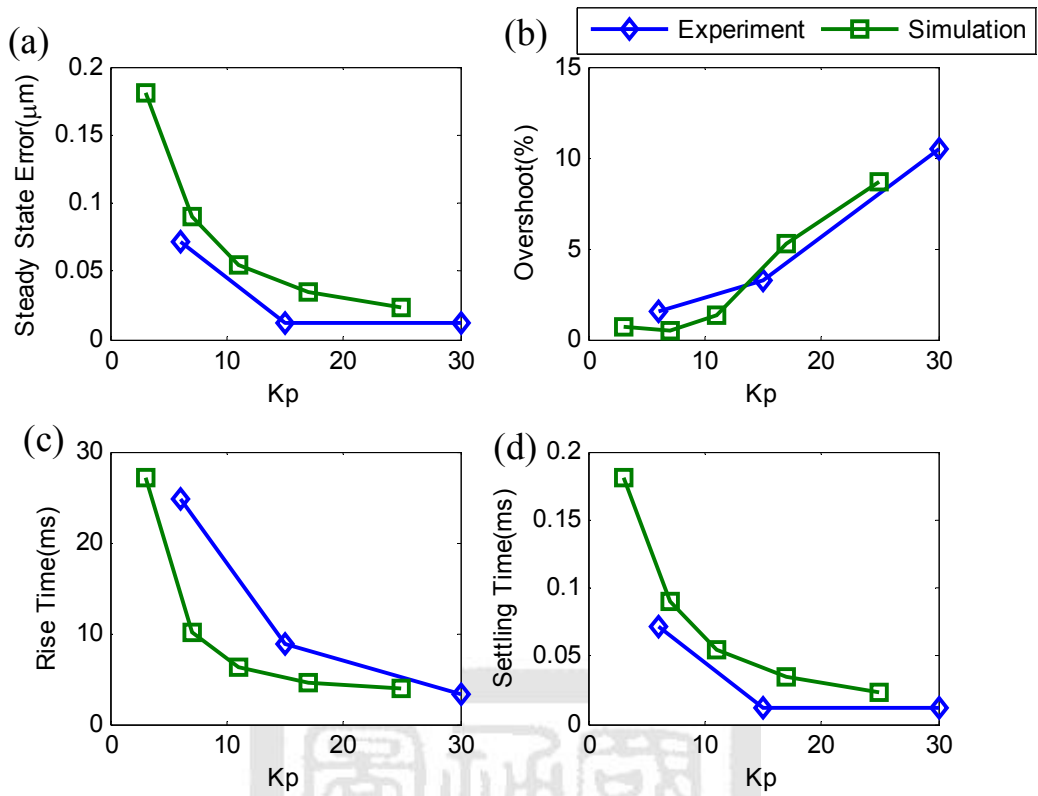 (a)
(b)
Experiment
Simulation
0.2
0.15
0.1
0.05
0
Steady State Error(μm)
0
10
20
30
Kp
15
10
5
0
Overshoot(%)
0
10
20
30
Kp
(c)
(d)
30
20
10
0
Rise Time(ms)
0
10
20
30
Kp
0.2
0.15
0.1
0.05
0
Settling Time(ms)
0
10
20
30
Kp